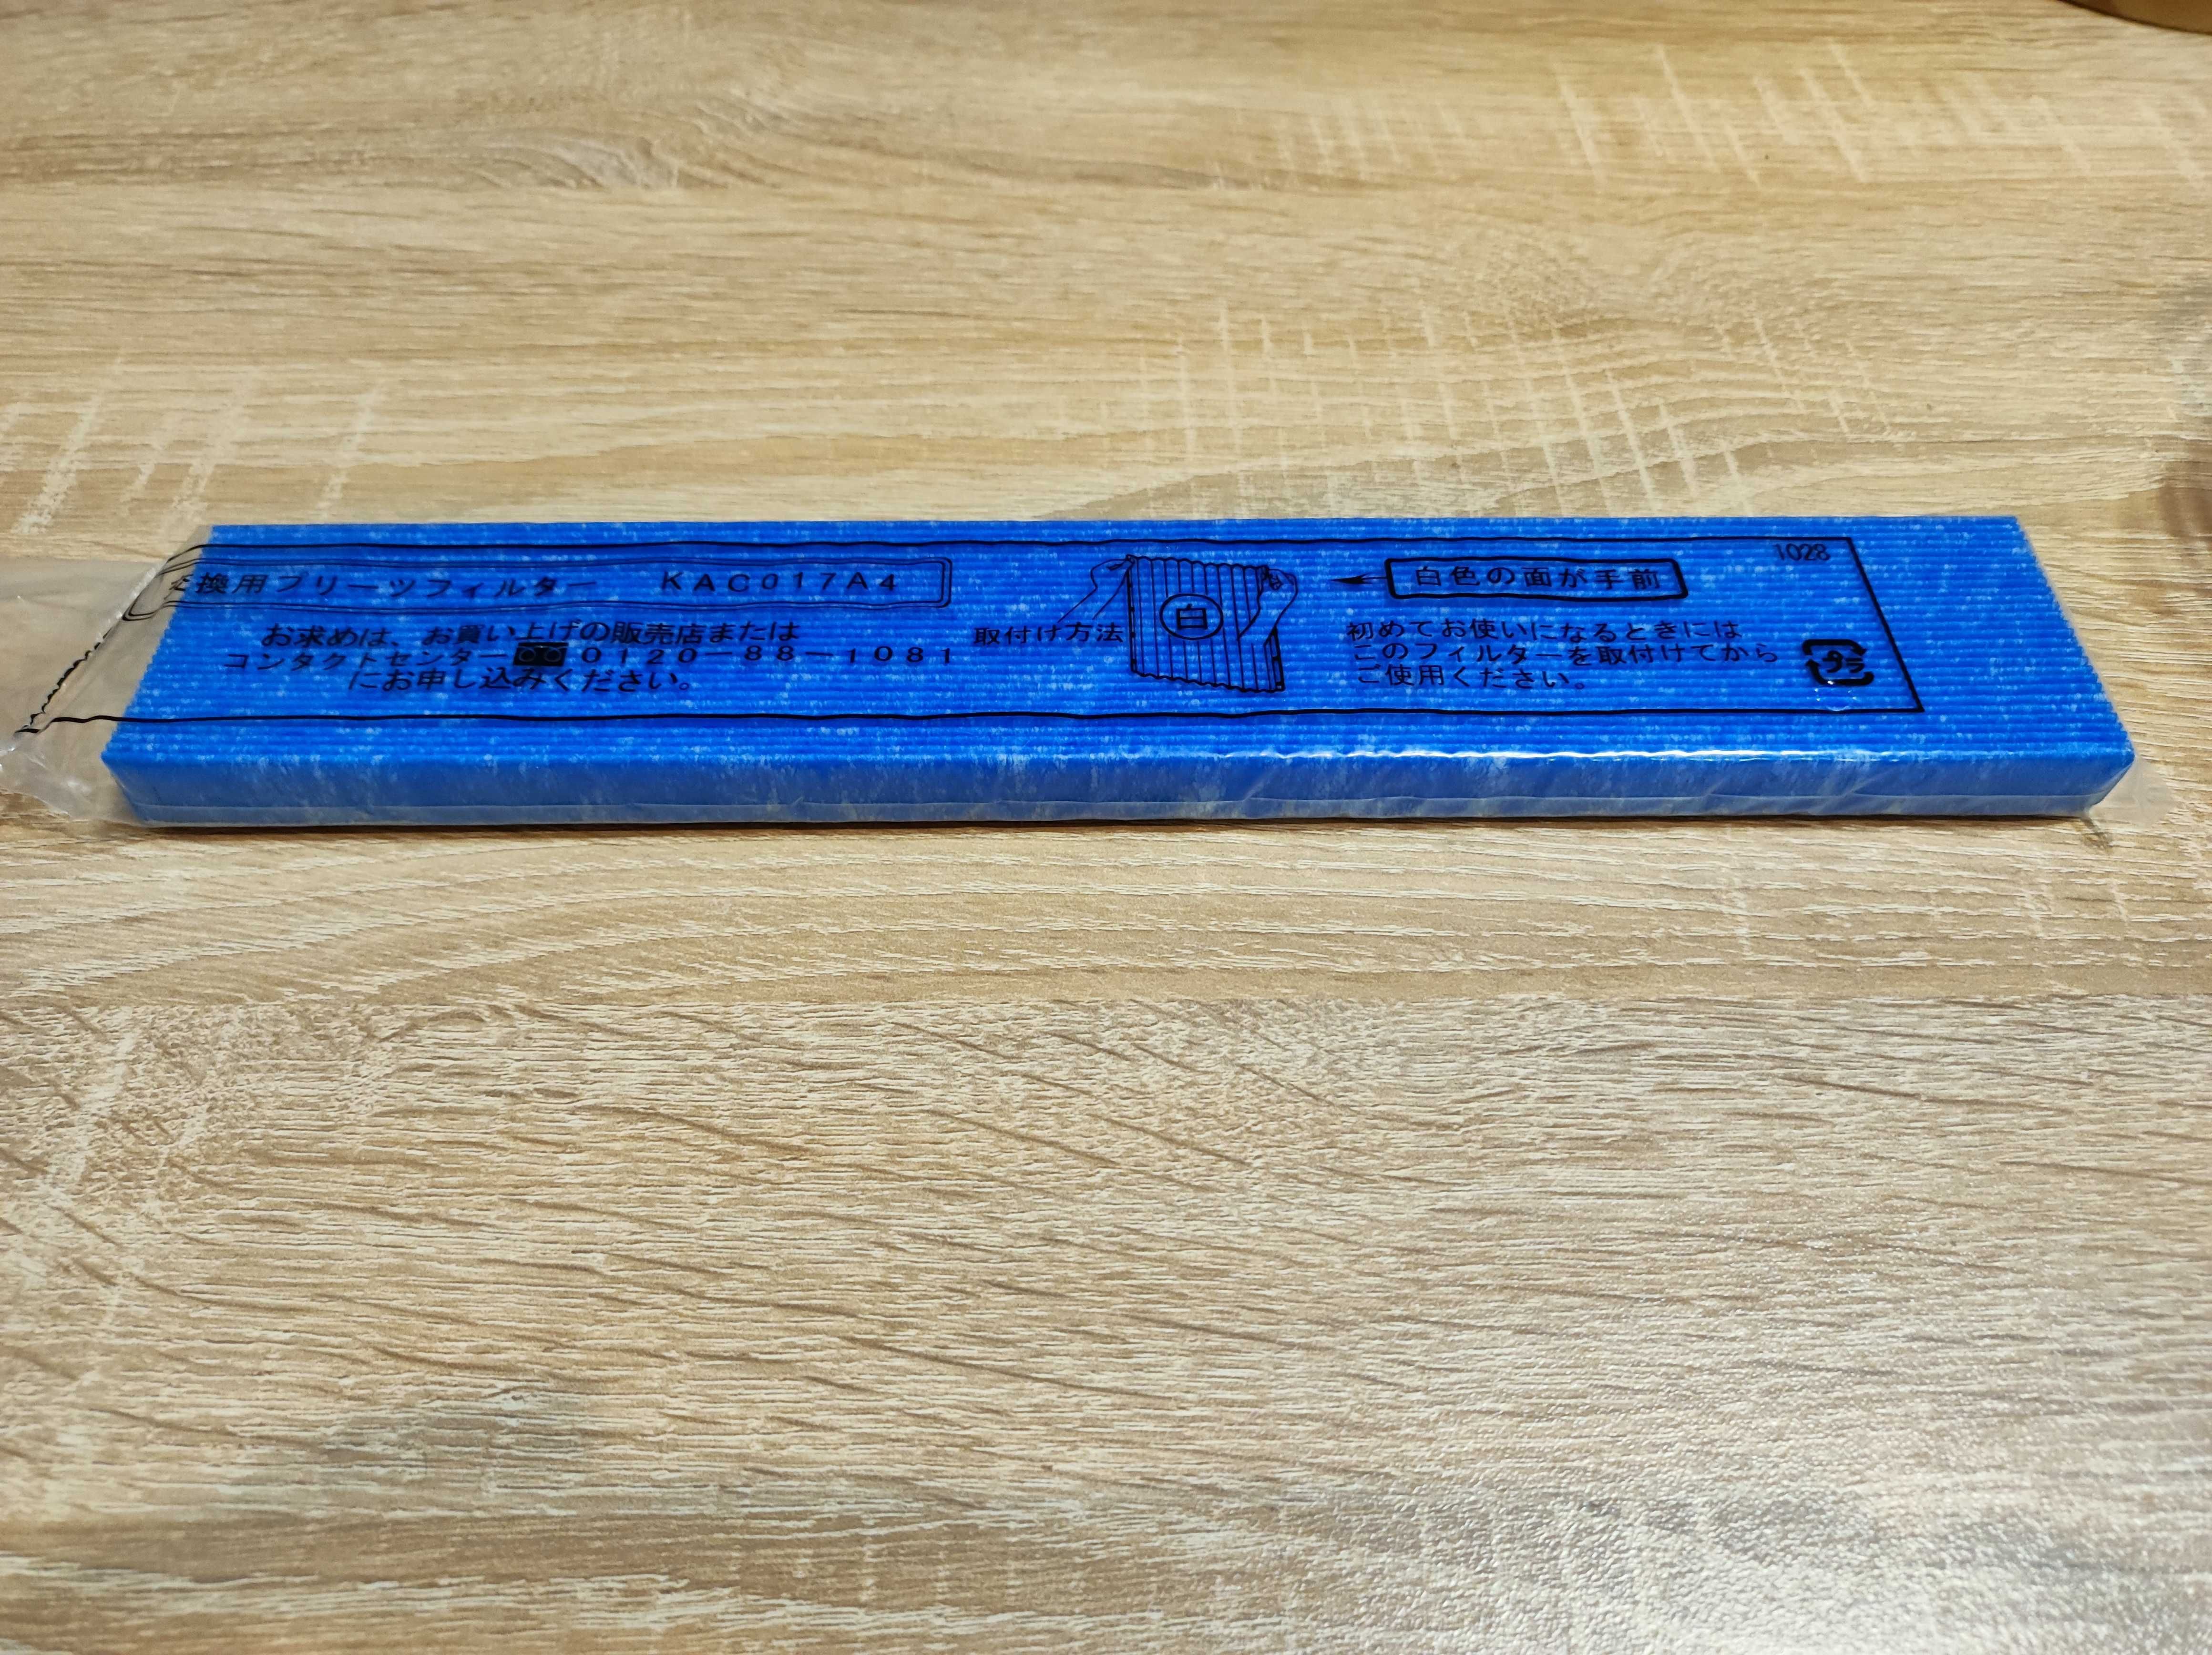 交換用プリーツフィルター KAC017A4
お求めは、お買い上げの販売店または
コンタクトセンター 0120-88-1081
にお申し込みください。
取付け方法
白
白色の面が手前
初めてお使いになるときには
このフィルターを取付けてから
ご使用ください。
1028
プラ